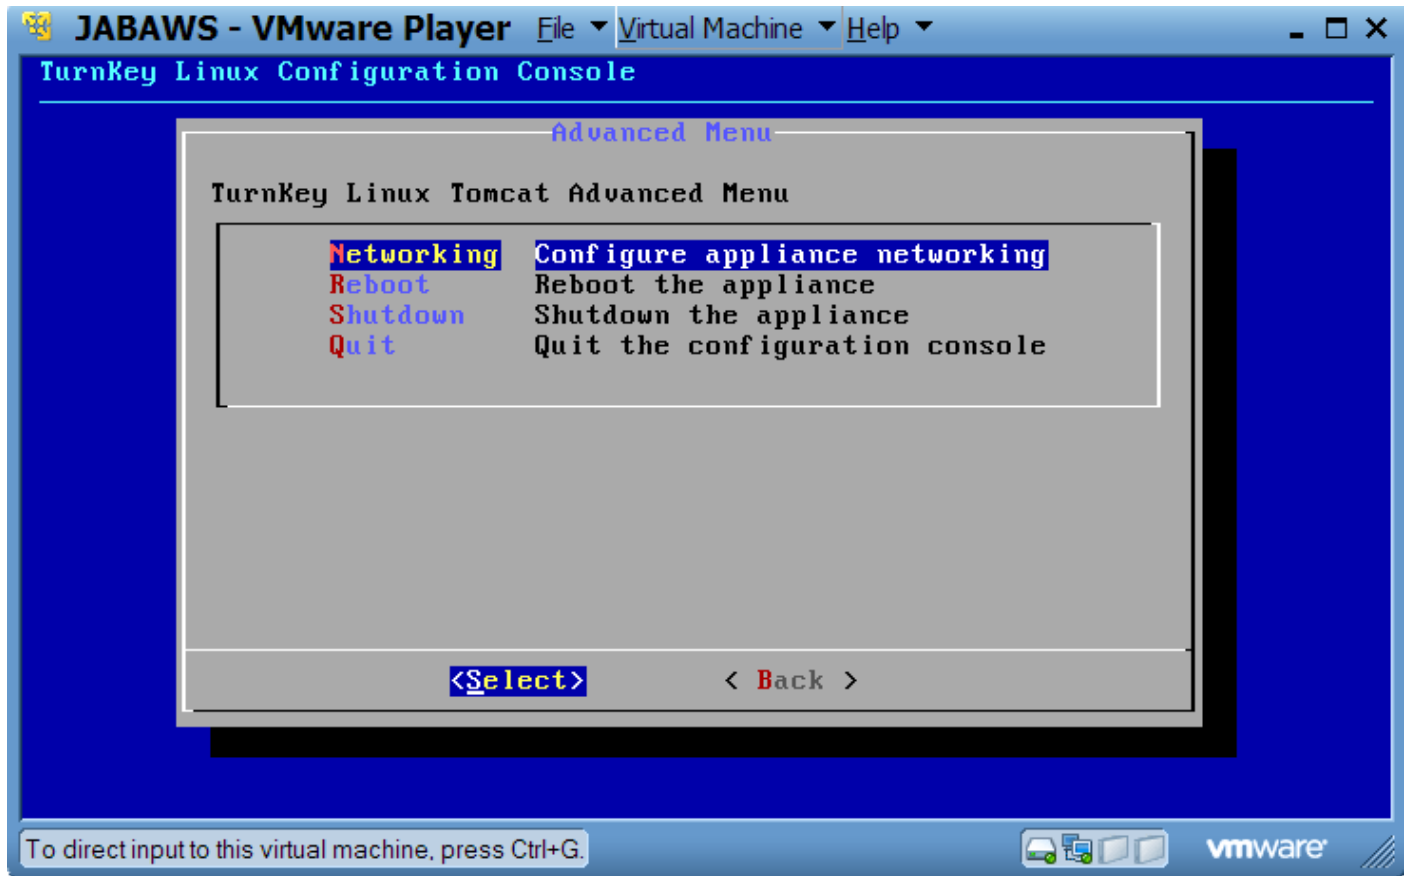 JABAWS - VMware Player File Virtual Machine Help
TurnKey Linux Configuration Console
Advanced Menu
TurnKey Linux Tomcat Advanced Menu
Networking Configure appliance networking
Reboot Reboot the appliance
Shutdown Shutdown the appliance
Quit Quit the configuration console
<Select> < Back >
To direct input to this virtual machine, press Ctrl+G. vmware